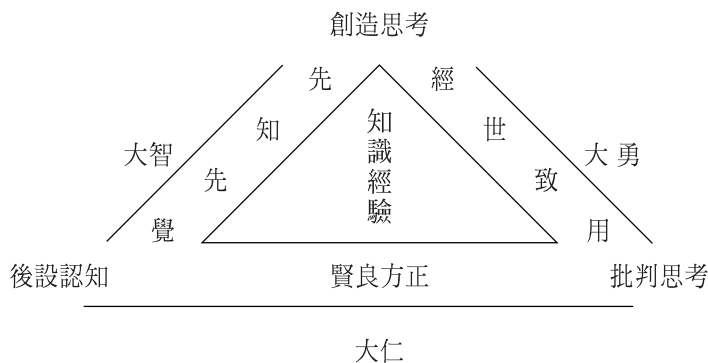 創造思考
先知先覺
經世致用
知識經驗
大智
大勇
後設認知
賢良方正
批判思考
大仁